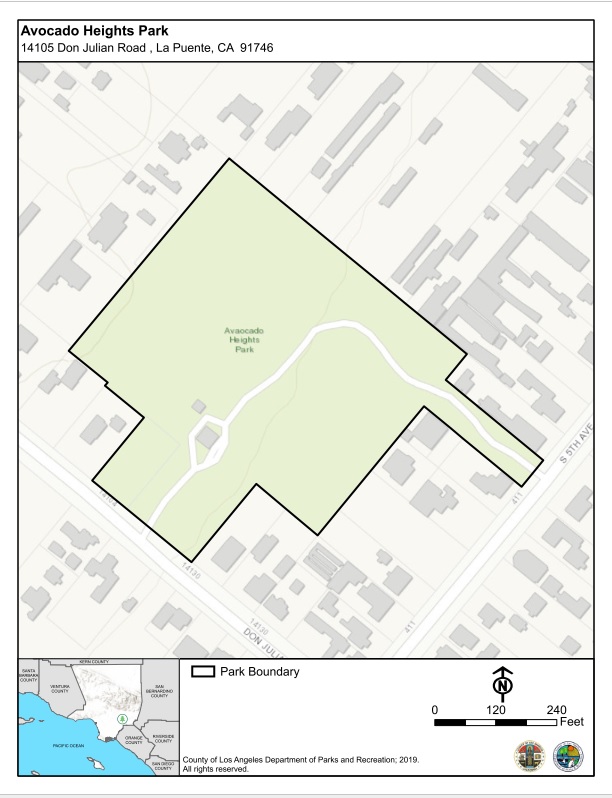 Avocado Heights Park
14105 Don Julian Road , La Puente, CA 91746
Avaocado
Heights
Park
S 5TH AVE
411
14136
14136
411
DON JULI
KERN COUNTY
SANTA
BARBARA
COUNTY
VENTURA
COUNTY
SAN
BERNARDINO
COUNTY
ORANGE
COUNTY
RIVERSIDE
COUNTY
PACIFIC OCEAN
SAN DIEGO
COUNTY
Park Boundary
N
0 120 240
Feet
County of Los Angeles Department of Parks and Recreation; 2019.
All rights reserved.